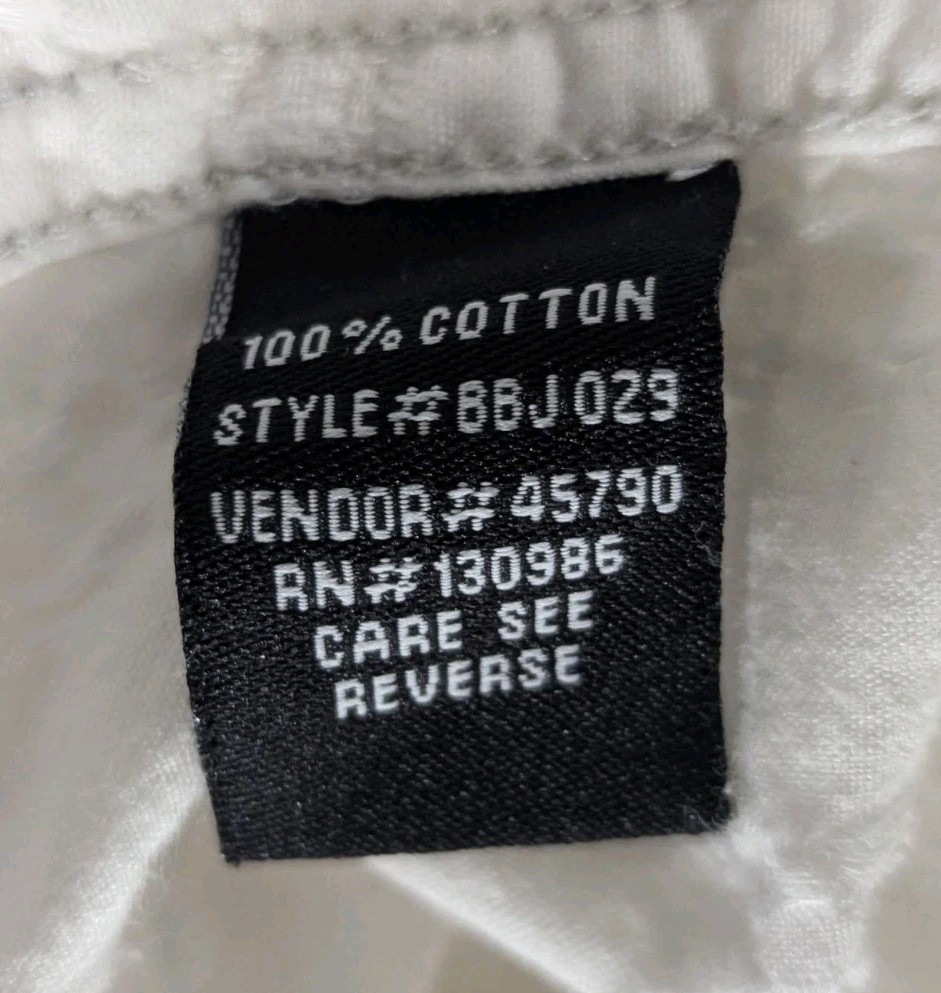 100% COTTON
STYLE# BBJ029
VENDOR# 45790
RN# 130986
CARE SEE
REVERSE